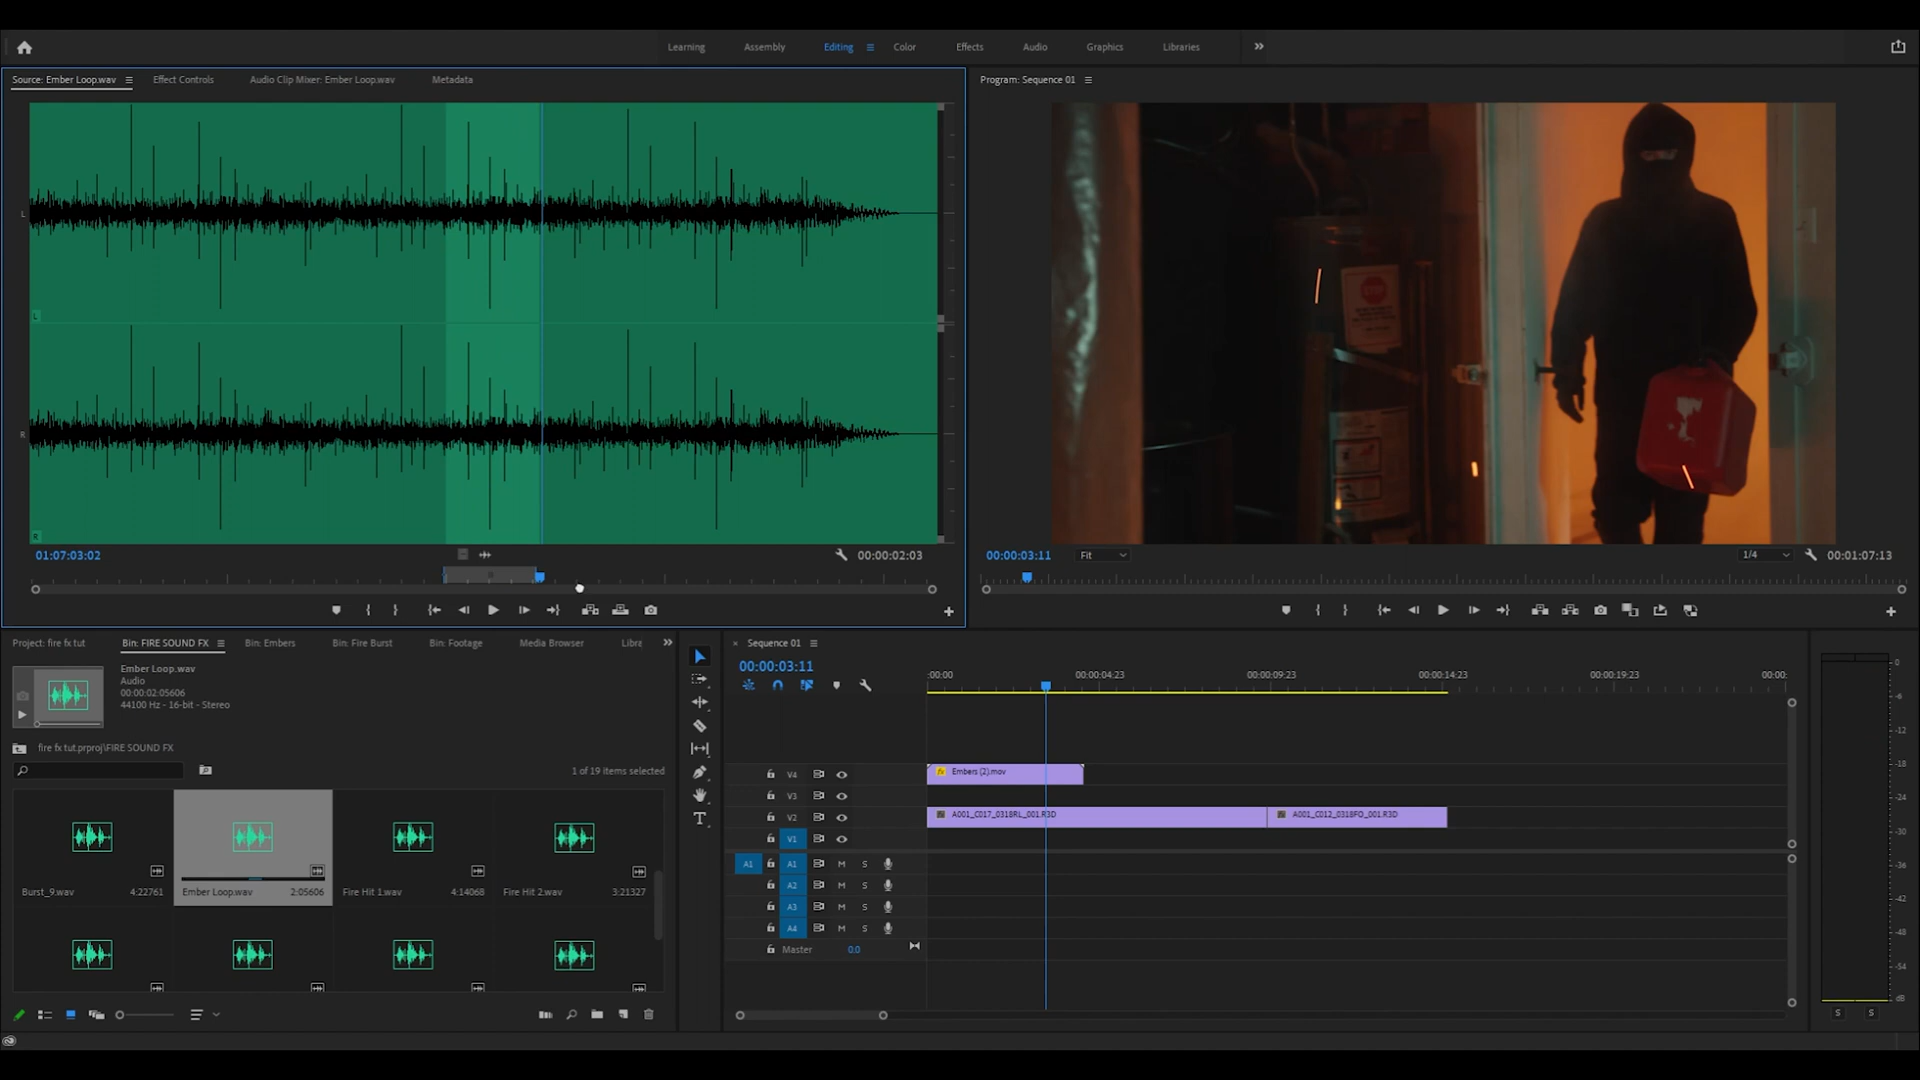 Learning Assembly Editing Color Effects Audio Graphics Libraries
Source: Ember Loop.wav Effect Controls Audio Clip Mixer: Ember Loop.wav Metadata
Program: Sequence 01
L
L
R
R
STOP
01:07:03:02
00:00:02:03
00:00:03:11 Fit 1/4 00:01:07:13
Project: fire fx tut Bin: FIRE SOUND FX Bin: Embers Bin: Fire Burst Bin: Footage Media Browser Libra
Ember Loop.wav
Audio
00:00:02:05606
44100 Hz - 16-bit - Stereo
fire fx tut.prproj\FIRE SOUND FX
1 of 19 items selected
Burst_9.wav 4:22761
Ember Loop.wav 2:05606
Fire Hit 1.wav 4:14068
Fire Hit 2.wav 3:21327
× Sequence 01
00:00:03:11
:00:00 00:00:04:23 00:00:09:23 00:00:14:23 00:00:19:23 00:00:
V4 fx Embers (2).mov
V3
V2 A001_C017_0318RL_001.R3D A001_C012_0318FO_001.R3D
V1
A1 A1 M S
A2 M S
A3 M S
A4 M S
Master 0.0
0
-6
-12
-18
-24
-30
-36
-42
-48
-54
dB
S S
T